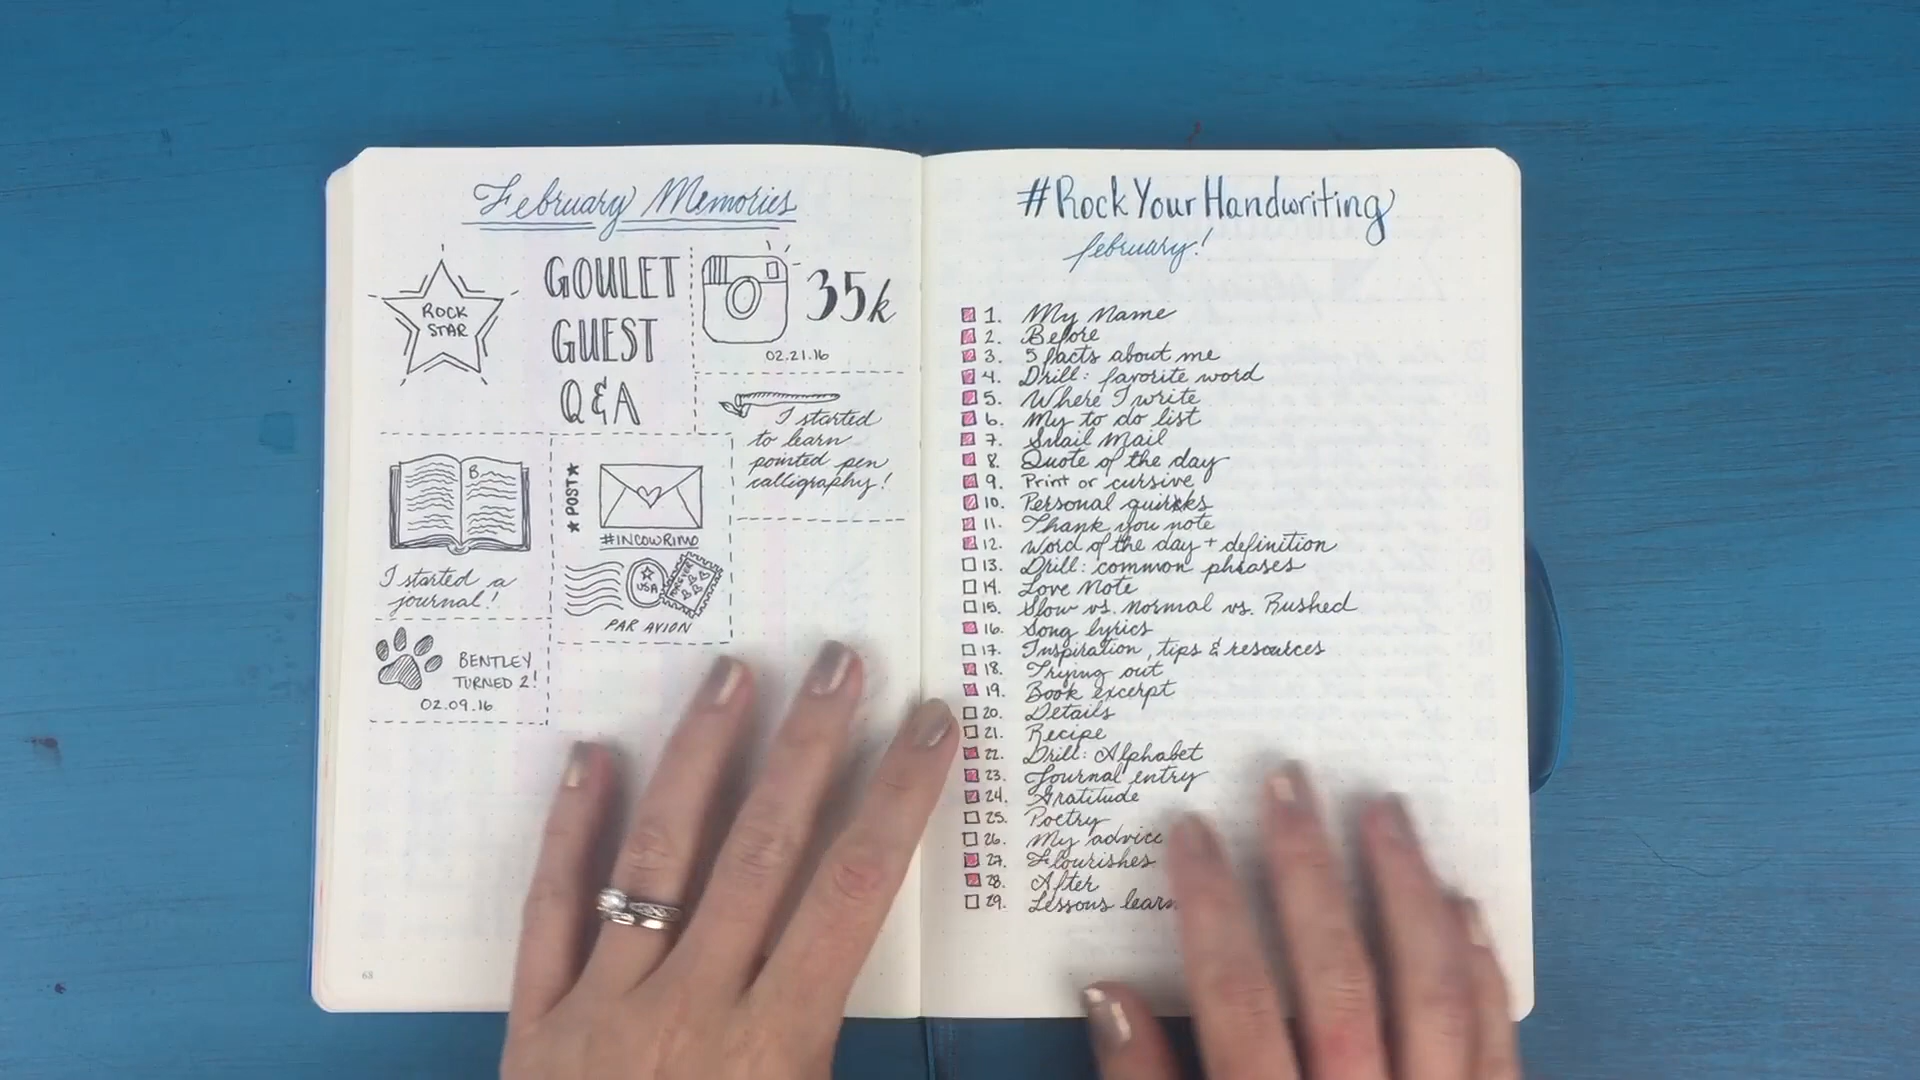 February Memories
ROCK
STAR
GOULET
GUEST
Q&A
35k
02.21.16
I started
to learn
pointed pen
calligraphy!
B
I started a
journal!
★ POST ★
#INCOWRIMO
USA
FOREVER
PAR AVION
BENTLEY
TURNED 2!
02.09.16
68
#RockYourHandwriting
february!
1. My Name
2. Before
3. 5 facts about me
4. Drill: favorite word
5. Where I write
6. My to do list
7. Snail Mail
8. Quote of the day
9. Print or cursive
10. Personal quirks
11. Thank you note
12. Word of the day + definition
13. Drill: common phrases
14. Love Note
15. Slow vs. Normal vs. Rushed
16. Song lyrics
17. Inspiration, tips & resources
18. Trying out
19. Book excerpt
20. Details
21. Recipe
22. Drill: Alphabet
23. Journal entry
24. Gratitude
25. Poetry
26. My advice
27. Flourishes
28. After
29. Lessons learn